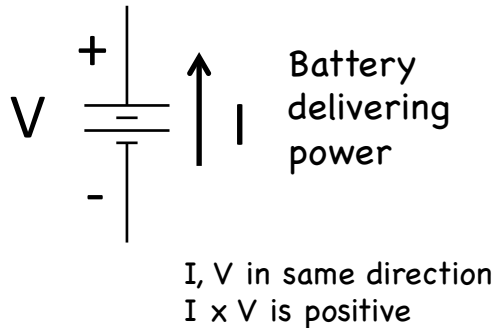 +
V
I
-
Battery
delivering
power
I, V in same direction
I x V is positive